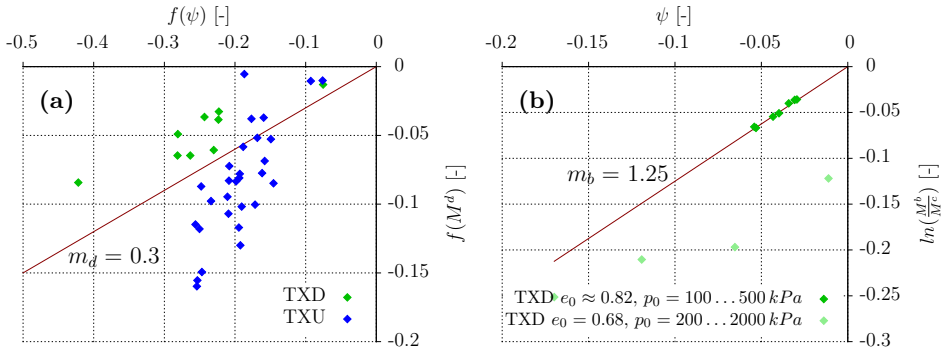 f(ψ) [-]
-0.5 -0.4 -0.3 -0.2 -0.1 0
0
-0.05
-0.1
-0.15
-0.2
f(M^d) [-]
(a)
m_d = 0.3
TXD
TXU
ψ [-]
-0.2 -0.15 -0.1 -0.05 0
0
-0.05
-0.1
-0.15
-0.2
-0.25
-0.3
ln(M^b/M^c) [-]
(b)
m_b = 1.25
TXD e_0 ≈ 0.82, p_0 = 100...500 kPa
TXD e_0 = 0.68, p_0 = 200...2000 kPa